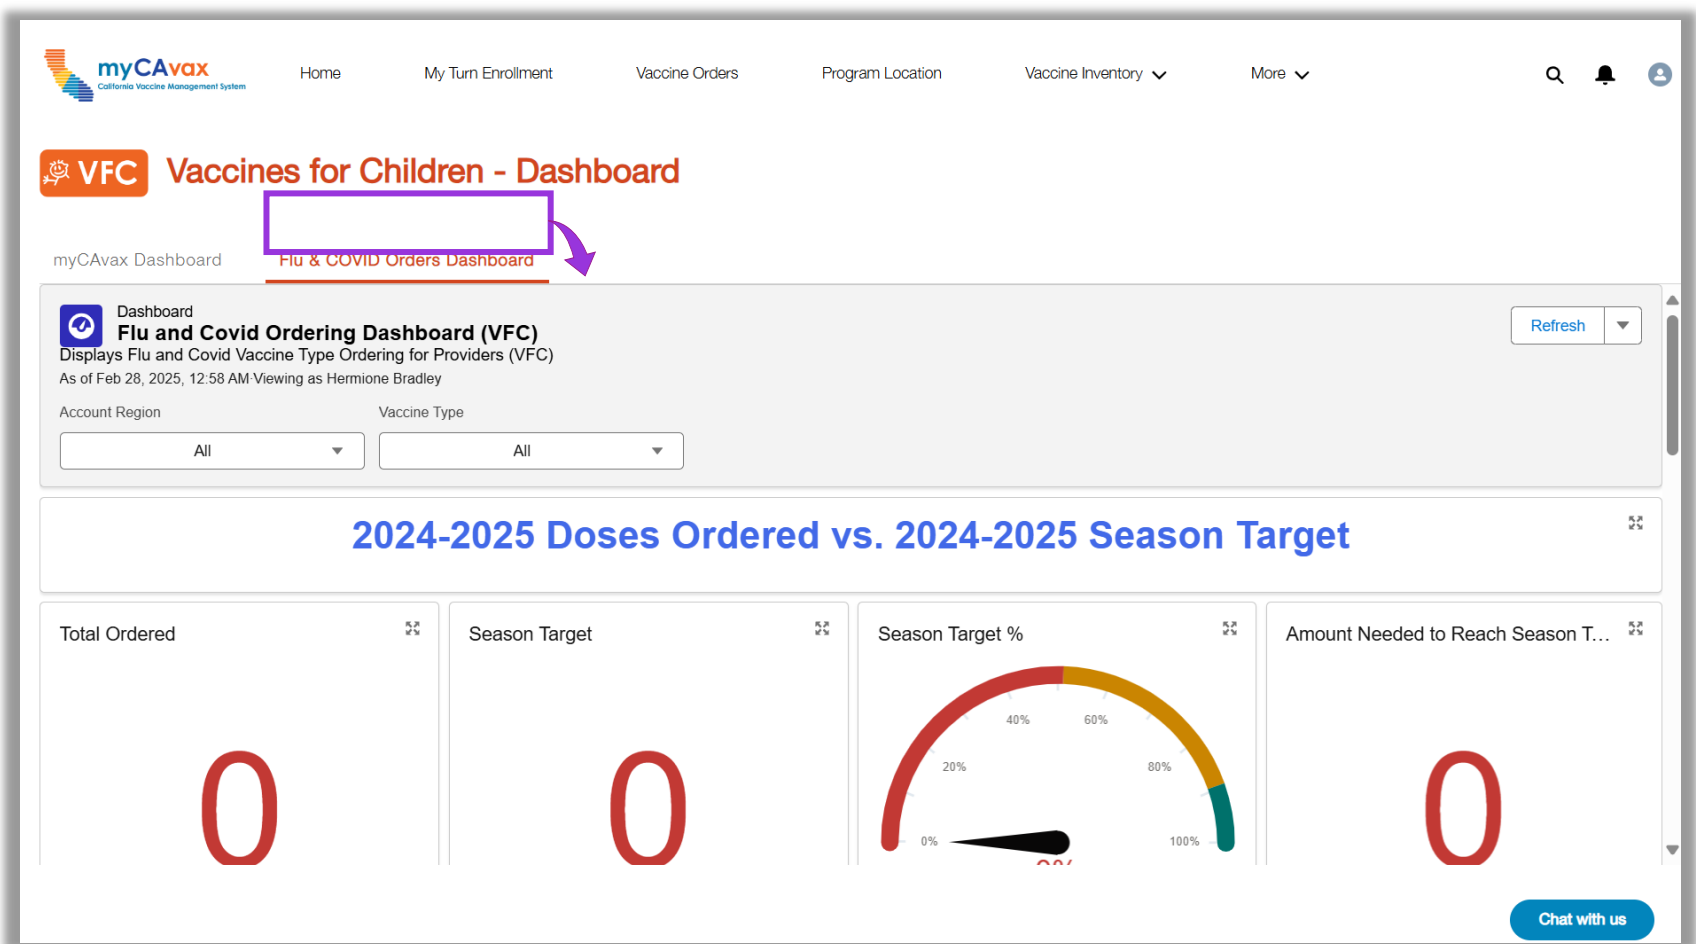 myCAvax
California Vaccine Management System
Home
My Turn Enrollment
Vaccine Orders
Program Location
Vaccine Inventory
More
VFC
Vaccines for Children - Dashboard
myCAvax Dashboard
Flu & COVID Orders Dashboard
Dashboard
Flu and Covid Ordering Dashboard (VFC)
Displays Flu and Covid Vaccine Type Ordering for Providers (VFC)
As of Feb 28, 2025, 12:58 AM·Viewing as Hermione Bradley
Refresh
Account Region
Vaccine Type
All
All
2024-2025 Doses Ordered vs. 2024-2025 Season Target
Total Ordered
0
Season Target
0
Season Target %
0%
20%
40%
60%
80%
100%
0%
Amount Needed to Reach Season T...
0
Chat with us